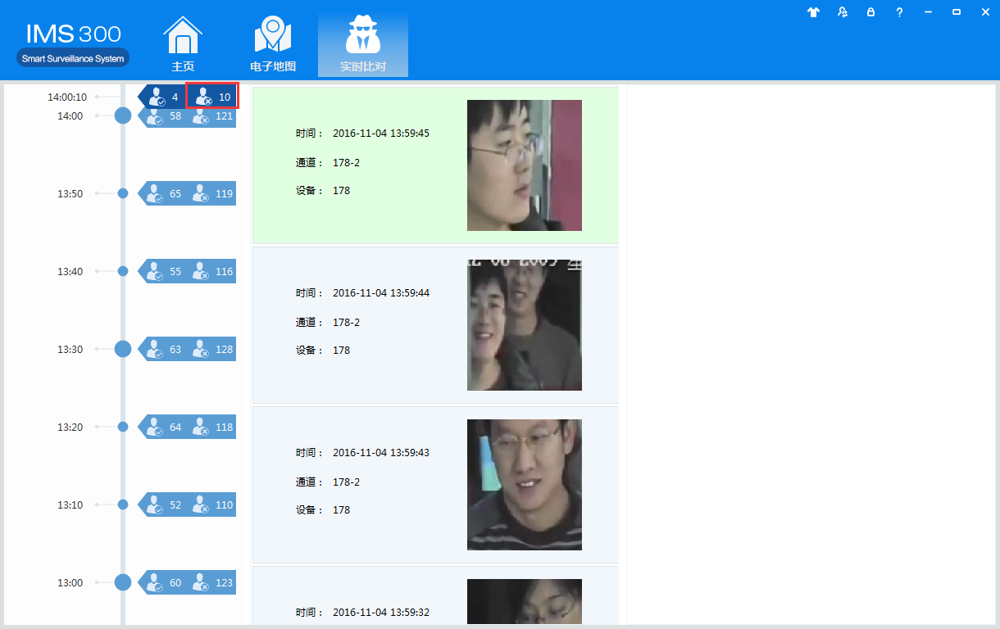 IMS 300
Smart Surveillance System
主页
电子地图
实时比对
14:00:10
4
10
14:00
58
121
13:50
65
119
13:40
55
116
13:30
63
128
13:20
64
118
13:10
52
110
13:00
60
123
时间： 2016-11-04 13:59:45
通道： 178-2
设备： 178
时间： 2016-11-04 13:59:44
通道： 178-2
设备： 178
时间： 2016-11-04 13:59:43
通道： 178-2
设备： 178
时间： 2016-11-04 13:59:32